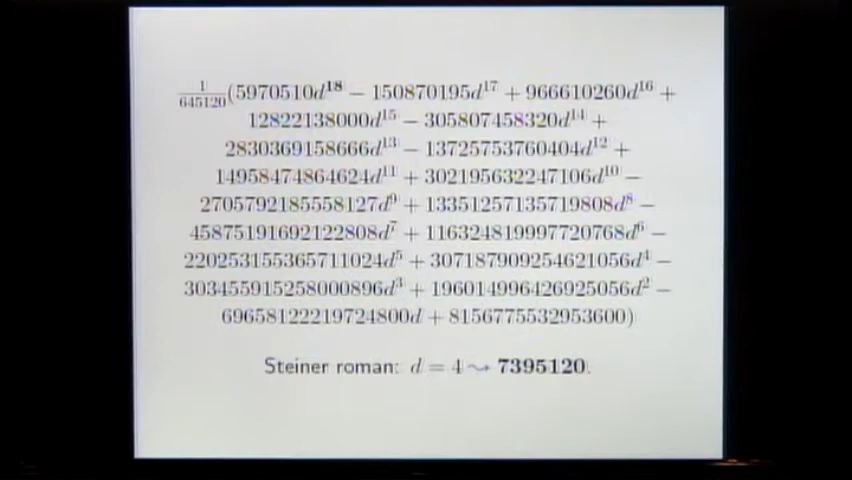 1/645120 (5970510d^18 − 150870195d^17 + 966610260d^16 +
12822138000d^15 − 305807458320d^14 +
2830369158666d^13 − 13725753760404d^12 +
14958474864624d^11 + 302195632247106d^10 −
2705792185558127d^9 + 13351257135719808d^8 −
45875191692122808d^7 + 116324819997720768d^6 −
220253155365711024d^5 + 307187909254621056d^4 −
303455915258000896d^3 + 196014996426925056d^2 −
69658122219724800d + 8156775532953600)
Steiner roman: d = 4 ⤳ 7395120.